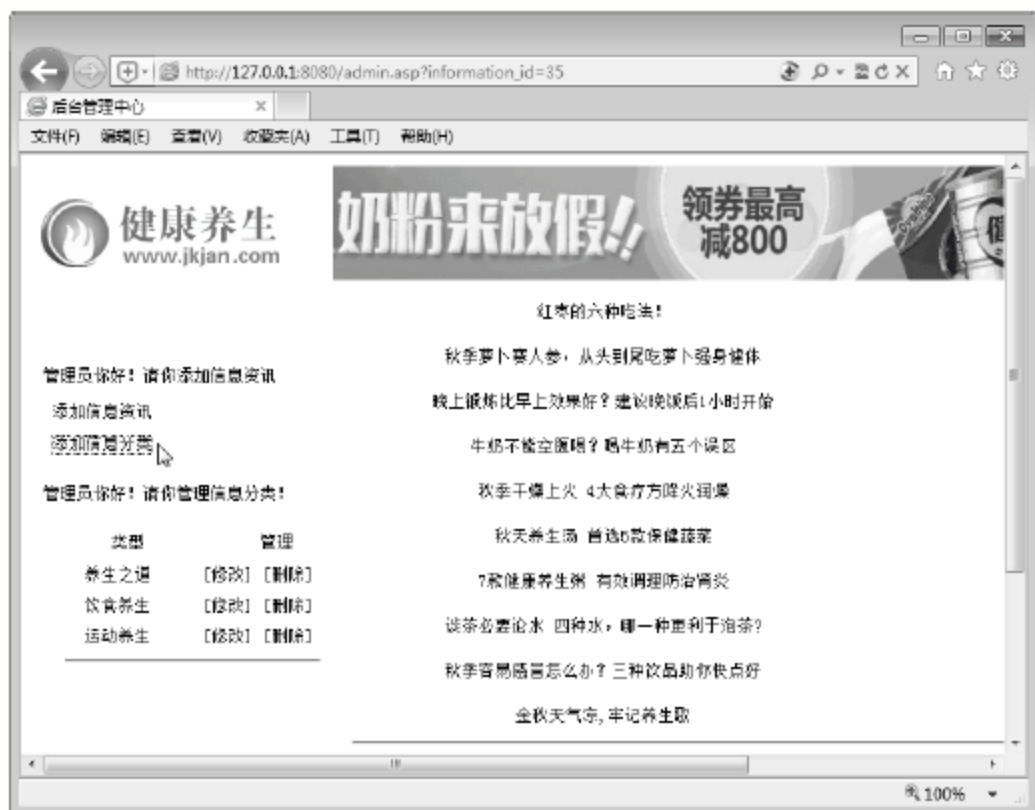 http://127.0.0.1:8080/admin.asp?information_id=35
后台管理中心
文件(F) 编辑(E) 查看(V) 收藏夹(A) 工具(T) 帮助(H)
健康养生
www.jkjan.com
奶粉来放假!!
领券最高
减800
红枣的六种吃法!
秋季萝卜赛人参,从头到尾吃萝卜强身健体
管理员你好!请你添加信息资讯
晚上锻炼比早上效果好?建议晚饭后1小时开始
添加信息资讯
添加信息分类
牛奶不能空腹喝?喝牛奶有五个误区
管理员你好!请你管理信息分类!
秋季干燥上火 4大食疗方降火润燥
类型 管理
秋天养生汤 首选5款保健蔬菜
养生之道 [修改] [删除]
7款健康养生粥 有效调理防治肾炎
饮食养生 [修改] [删除]
谈茶必要论水 四种水,哪一种更利于泡茶?
运动养生 [修改] [删除]
秋季容易感冒怎么办?三种饮品助你快点好
金秋天气凉,牢记养生歌
100%